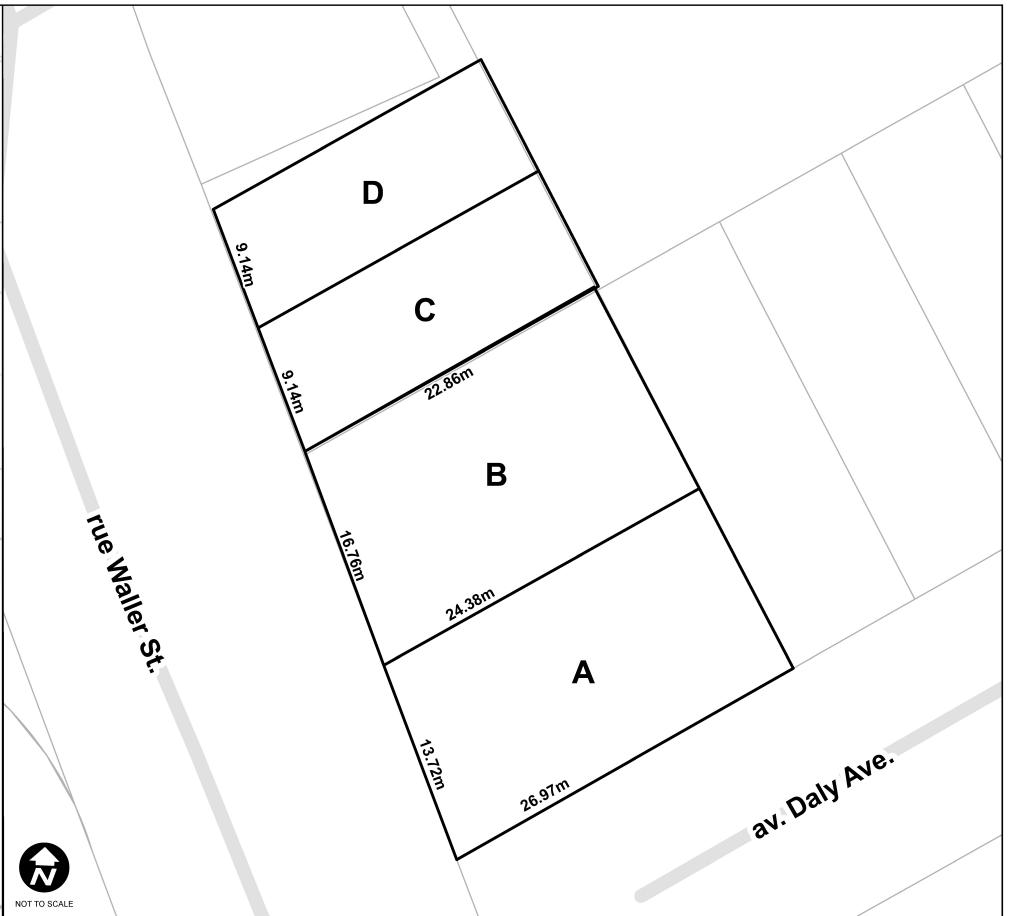 D
9.14m
C
9.14m
22.86m
B
16.76m
24.38m
rue Waller St.
A
13.72m
26.97m
av. Daly Ave.
N
NOT TO SCALE